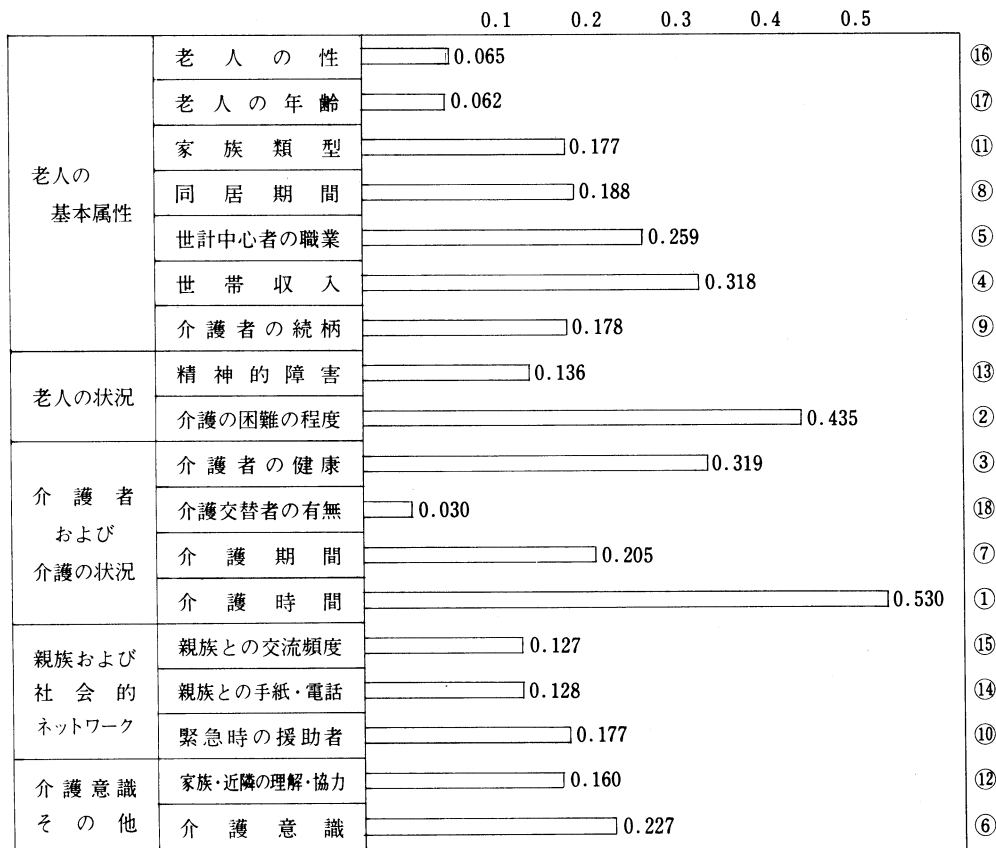 0.1 0.2 0.3 0.4 0.5
老人の
基本属性
老人の性 0.065 ⑯
老人の年齢 0.062 ⑰
家族類型 0.177 ⑪
同居期間 0.188 ⑧
世計中心者の職業 0.259 ⑤
世帯収入 0.318 ④
介護者の続柄 0.178 ⑨
老人の状況
精神的障害 0.136 ⑬
介護の困難の程度 0.435 ②
介護者
および
介護の状況
介護者の健康 0.319 ③
介護交替者の有無 0.030 ⑱
介護期間 0.205 ⑦
介護時間 0.530 ①
親族および
社会的
ネットワーク
親族との交流頻度 0.127 ⑮
親族との手紙・電話 0.128 ⑭
緊急時の援助者 0.177 ⑩
介護意識
その他
家族・近隣の理解・協力 0.160 ⑫
介護意識 0.227 ⑥